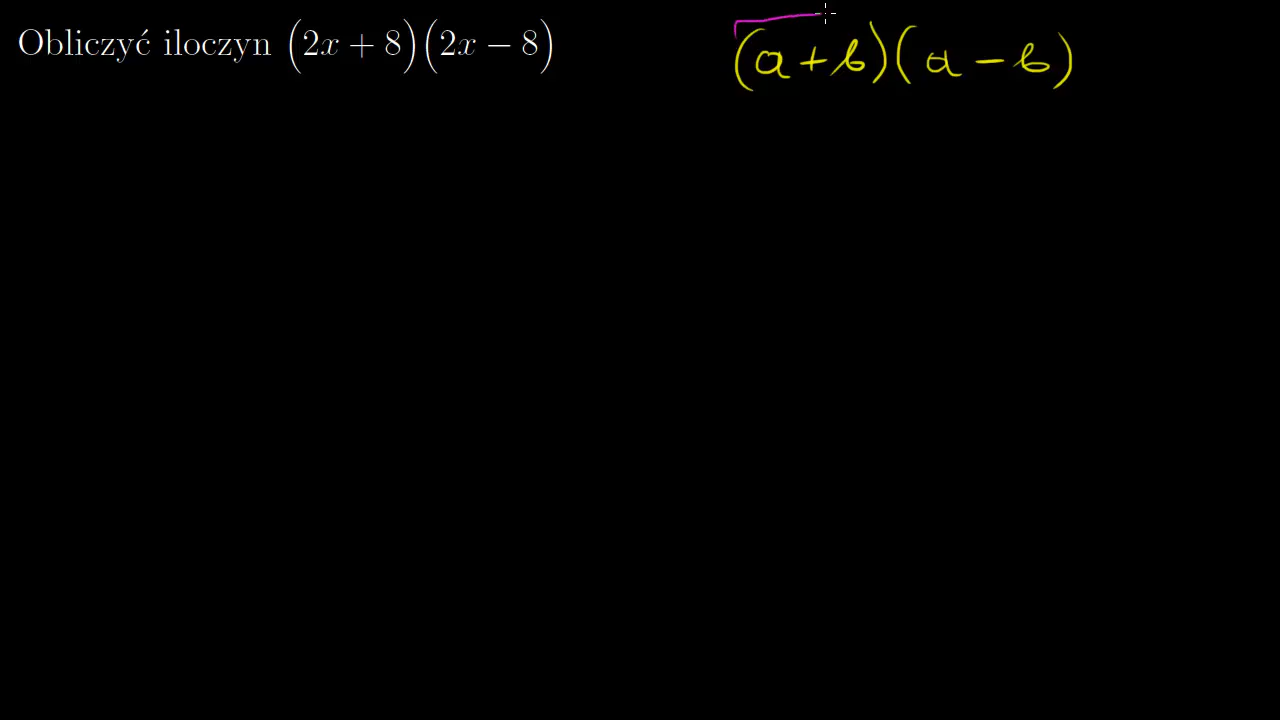 Obliczyć iloczyn (2x + 8)(2x − 8)
(a + b)(a − b)